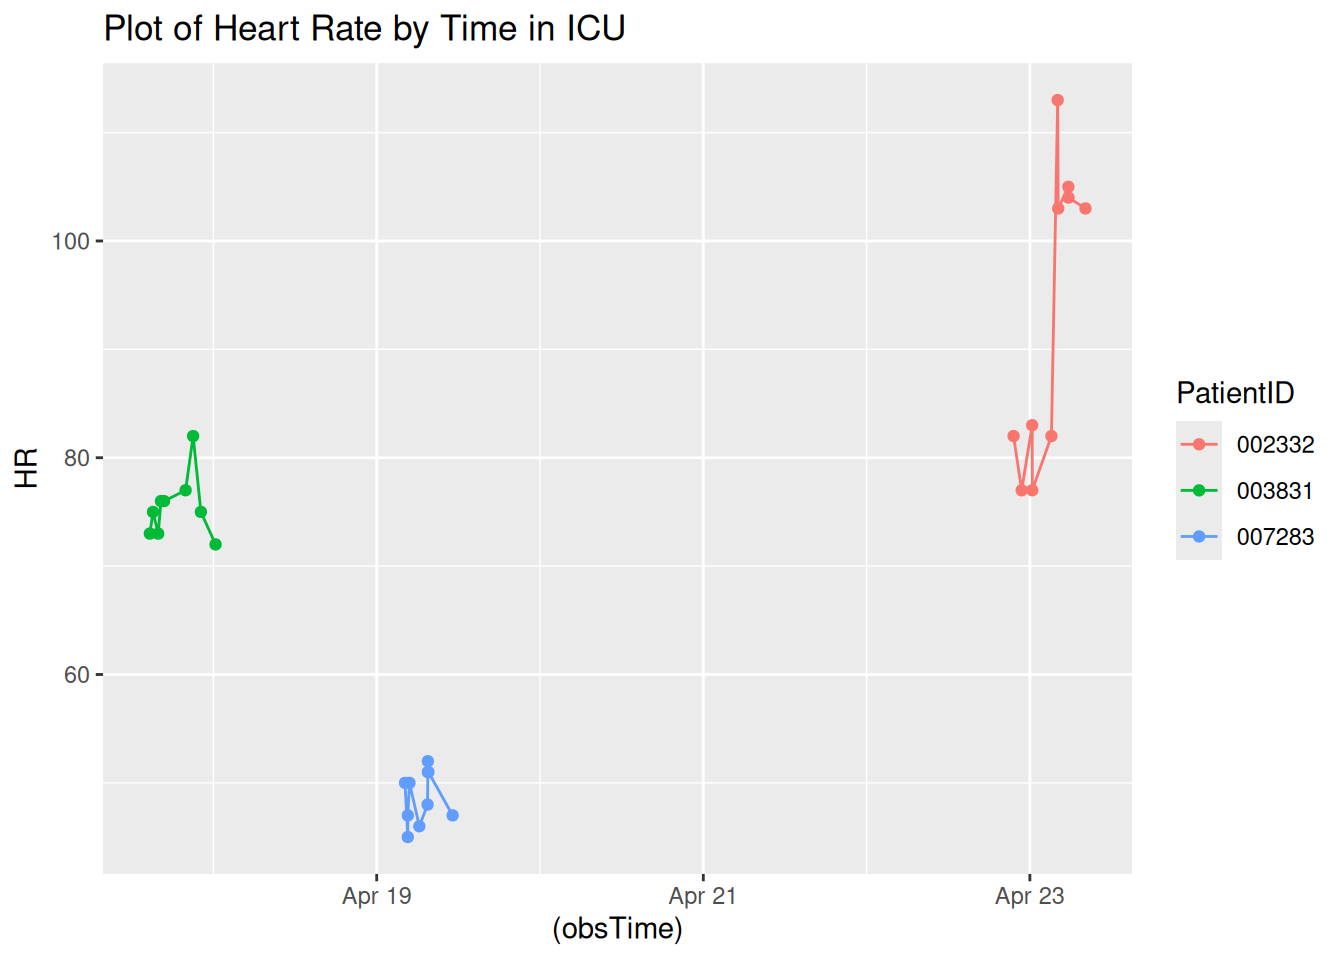 Plot of Heart Rate by Time in ICU
100
80
60
HR
Apr 19
Apr 21
Apr 23
(obsTime)
PatientID
002332
003831
007283